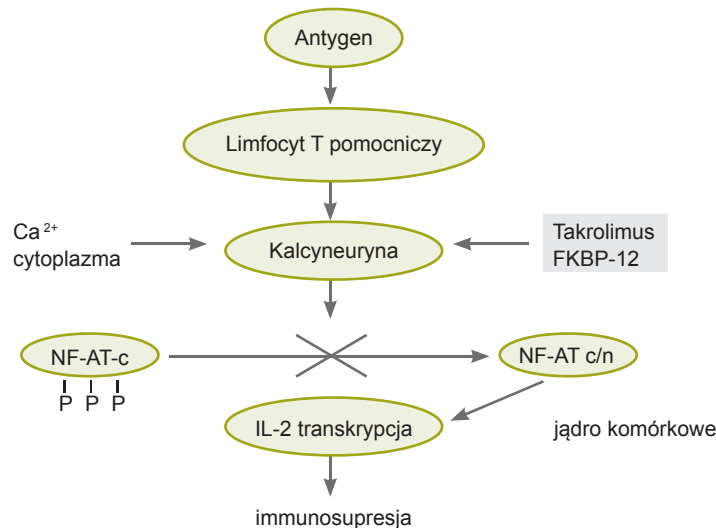 Antygen
Limfocyt T pomocniczy
Ca 2+
cytoplazma
Kalcyneuryna
Takrolimus
FKBP-12
NF-AT-c
P P P
NF-AT c/n
IL-2 transkrypcja
jądro komórkowe
immunosupresja